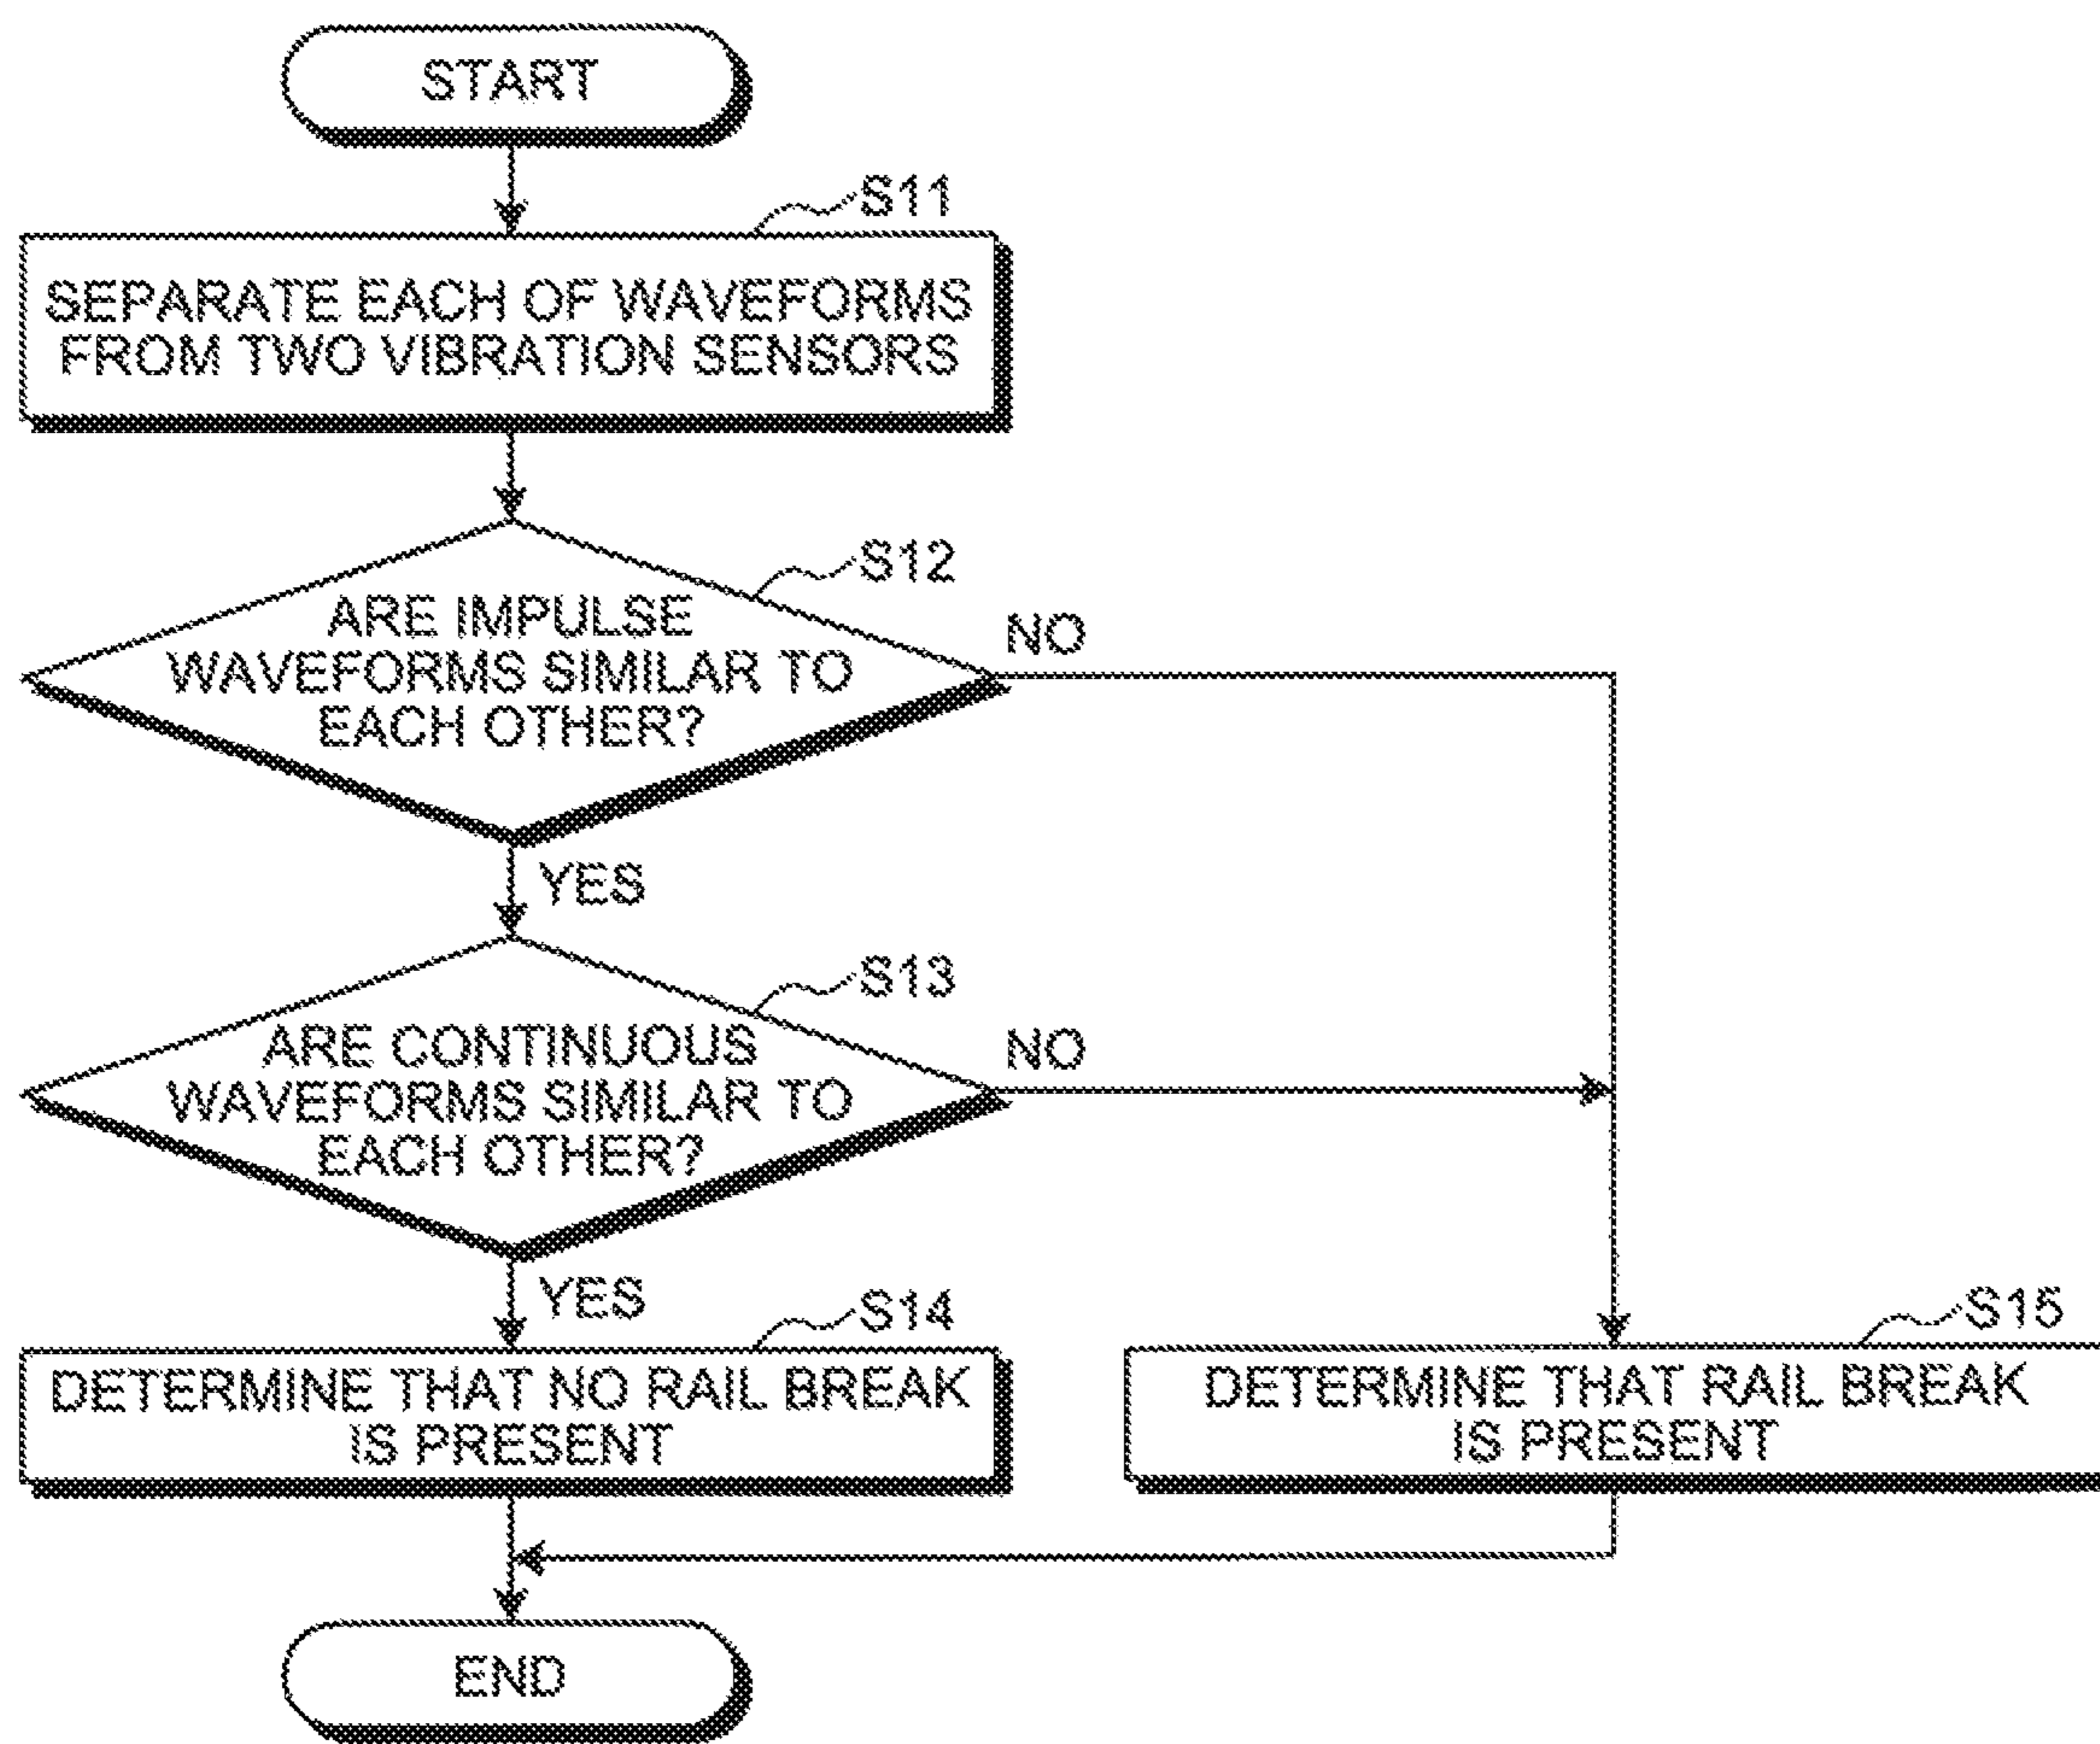 START
S11
SEPARATE EACH OF WAVEFORMS
FROM TWO VIBRATION SENSORS
S12
ARE IMPULSE
WAVEFORMS SIMILAR TO
EACH OTHER?
NO
YES
S13
ARE CONTINUOUS
WAVEFORMS SIMILAR TO
EACH OTHER?
NO
YES
S14
DETERMINE THAT NO RAIL BREAK
IS PRESENT
S15
DETERMINE THAT RAIL BREAK
IS PRESENT
END